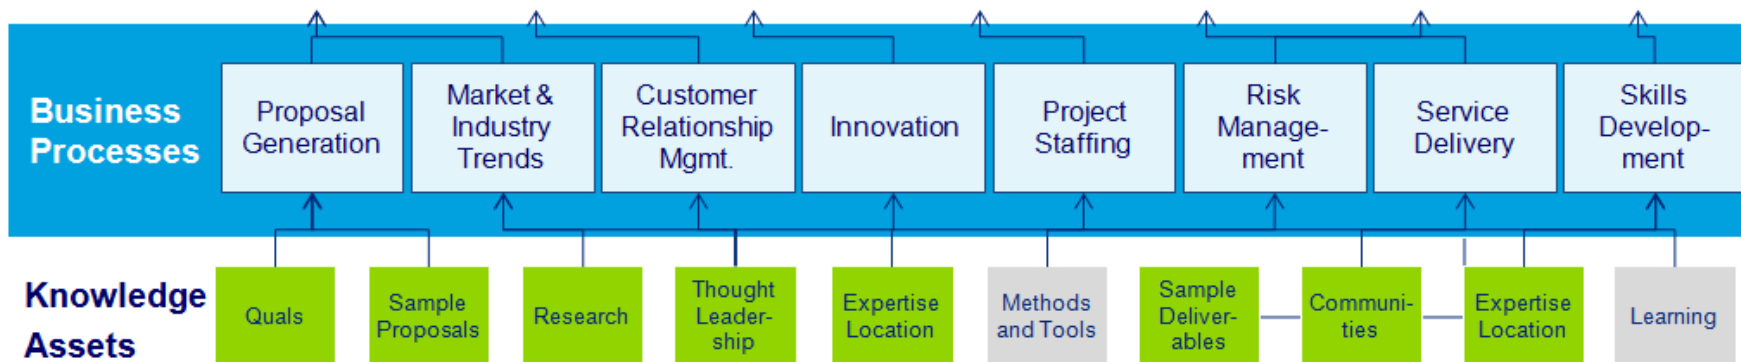 Business
Processes
Proposal
Generation
Market &
Industry
Trends
Customer
Relationship
Mgmt.
Innovation
Project
Staffing
Risk
Manage-
ment
Service
Delivery
Skills
Develop-
ment
Knowledge
Assets
Quals
Sample
Proposals
Research
Thought
Leader-
ship
Expertise
Location
Methods
and Tools
Sample
Deliver-
ables
Communi-
ties
Expertise
Location
Learning